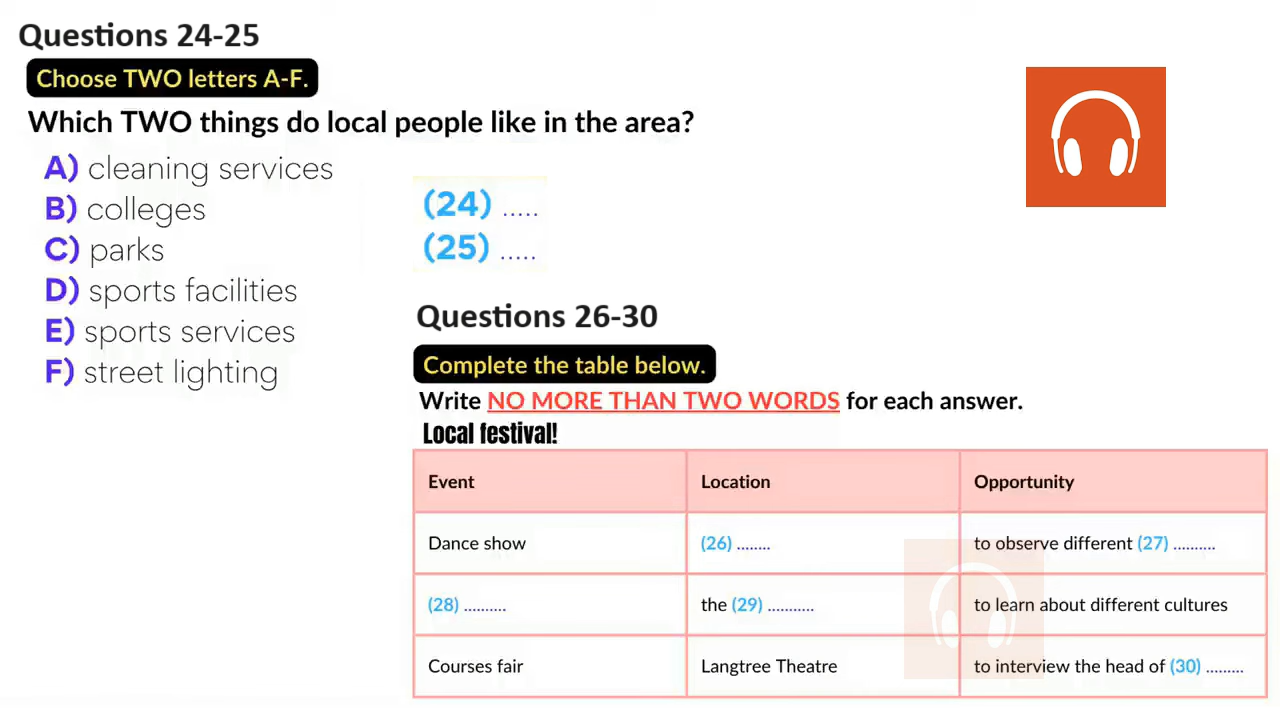 Questions 24-25
Choose TWO letters A-F.
Which TWO things do local people like in the area?
A) cleaning services
B) colleges
C) parks
D) sports facilities
E) sports services
F) street lighting
(24) .....
(25) .....
Questions 26-30
Complete the table below.
Write NO MORE THAN TWO WORDS for each answer.
Local festival!
Event Location Opportunity
Dance show (26) ........ to observe different (27) ..........
(28) .......... the (29) ........... to learn about different cultures
Courses fair Langtree Theatre to interview the head of (30) .........